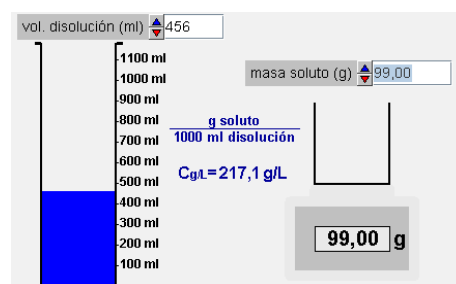 vol. disolución (ml) 456
masa soluto (g) 99,00
1100 ml
1000 ml
900 ml
800 ml
700 ml
600 ml
500 ml
400 ml
300 ml
200 ml
100 ml
g soluto
1000 ml disolución
Cg/L=217,1 g/L
99,00 g